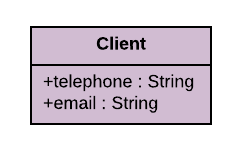 Client
+telephone : String
+email : String